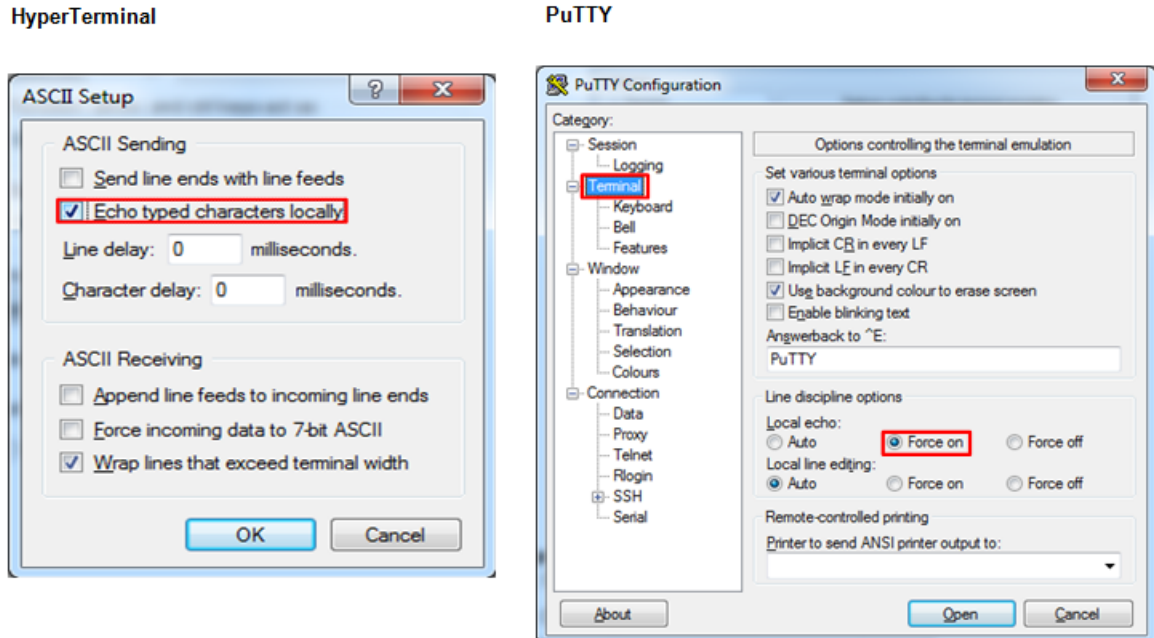 HyperTerminal
ASCII Setup
ASCII Sending
Send line ends with line feeds
Echo typed characters locally
Line delay: 0 milliseconds.
Character delay: 0 milliseconds.
ASCII Receiving
Append line feeds to incoming line ends
Force incoming data to 7-bit ASCII
Wrap lines that exceed terminal width
OK Cancel
PuTTY
PuTTY Configuration
Category:
Session
Logging
Terminal
Keyboard
Bell
Features
Window
Appearance
Behaviour
Translation
Selection
Colours
Connection
Data
Proxy
Telnet
Rlogin
SSH
Serial
Options controlling the terminal emulation
Set various terminal options
Auto wrap mode initially on
DEC Origin Mode initially on
Implicit CR in every LF
Implicit LF in every CR
Use background colour to erase screen
Enable blinking text
Answerback to ^E:
PuTTY
Line discipline options
Local echo:
Auto Force on Force off
Local line editing:
Auto Force on Force off
Remote-controlled printing
Printer to send ANSI printer output to:
About Open Cancel